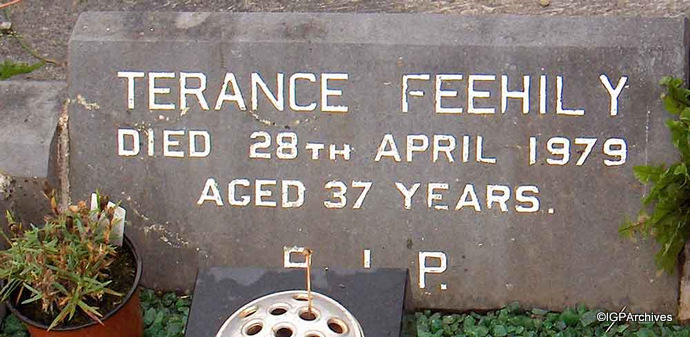 TERANCE FEEHILY
DIED 28TH APRIL 1979
AGED 37 YEARS.
R.I.P.
©IGPArchives